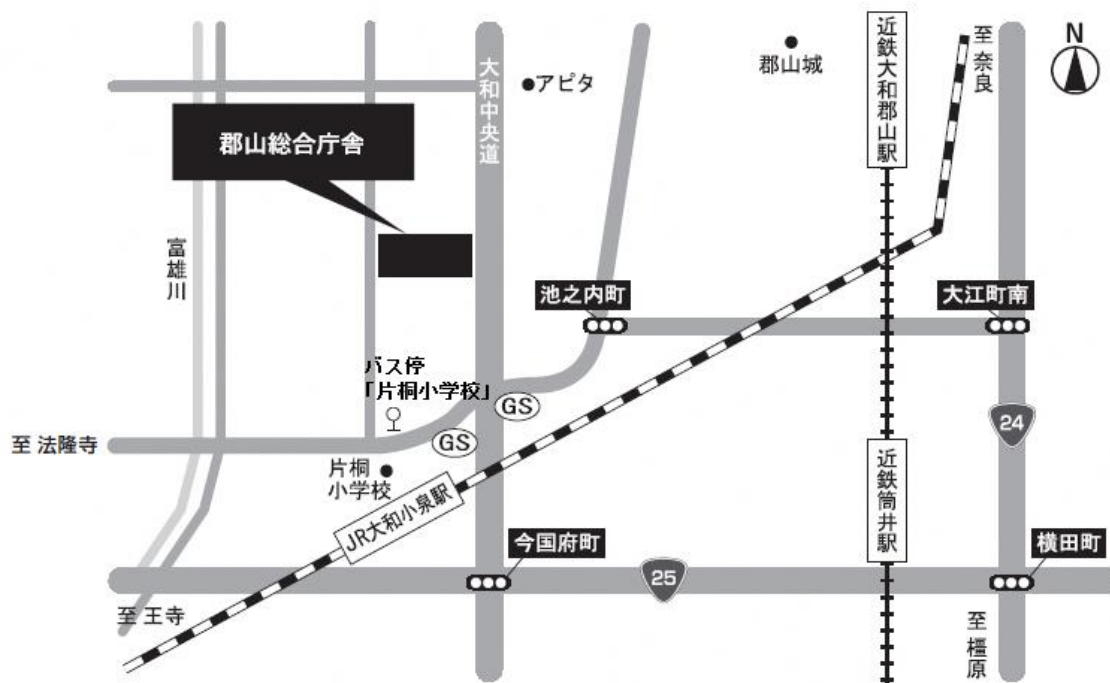 N
アピタ
郡山城
近鉄大和郡山駅
至 奈良
大和中央道
郡山総合庁舎
富雄川
池之内町
大江町南
バス停
「片桐小学校」
GS
GS
24
至 法隆寺
片桐
小学校
JR大和小泉駅
近鉄筒井駅
今国府町
横田町
25
至 王寺
至 橿原